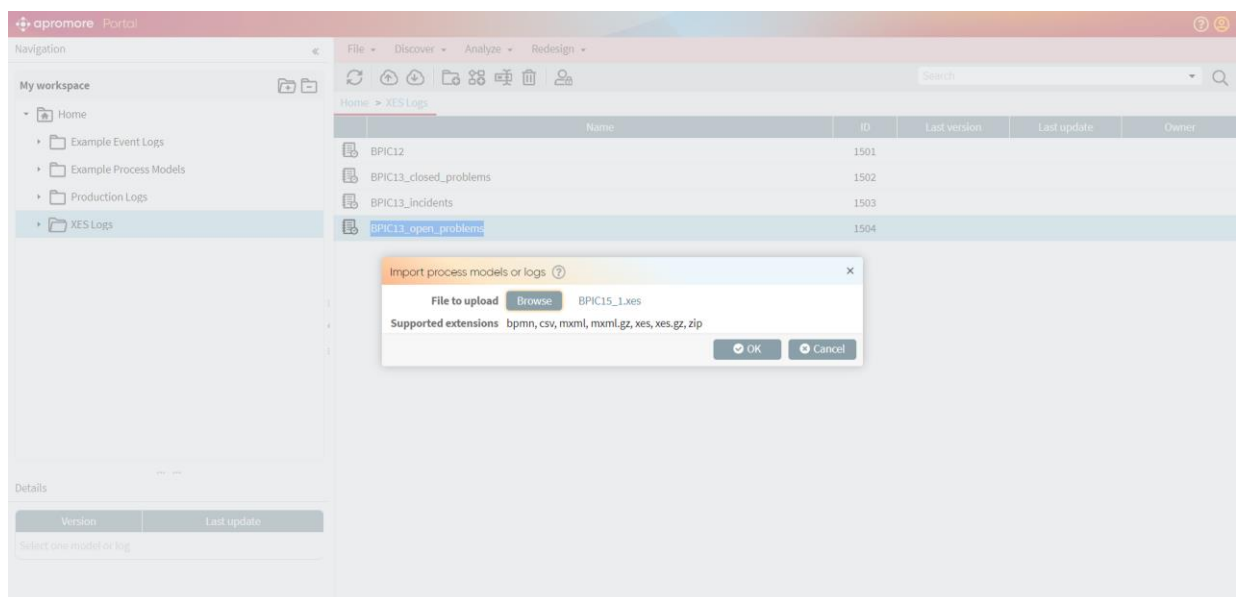 apromore Portal
Navigation
File Discover Analyze Redesign
My workspace
Search
Home > XES Logs
Home
Example Event Logs
Example Process Models
Production Logs
XES Logs
Name ID Last version Last update Owner
BPIC12 1501
BPIC13_closed_problems 1502
BPIC13_incidents 1503
BPIC13_open_problems 1504
Import process models or logs
File to upload Browse BPIC15_1.xes
Supported extensions bpmn, csv, mxml, mxml.gz, xes, xes.gz, zip
OK Cancel
Details
Version Last update
Select one model or log